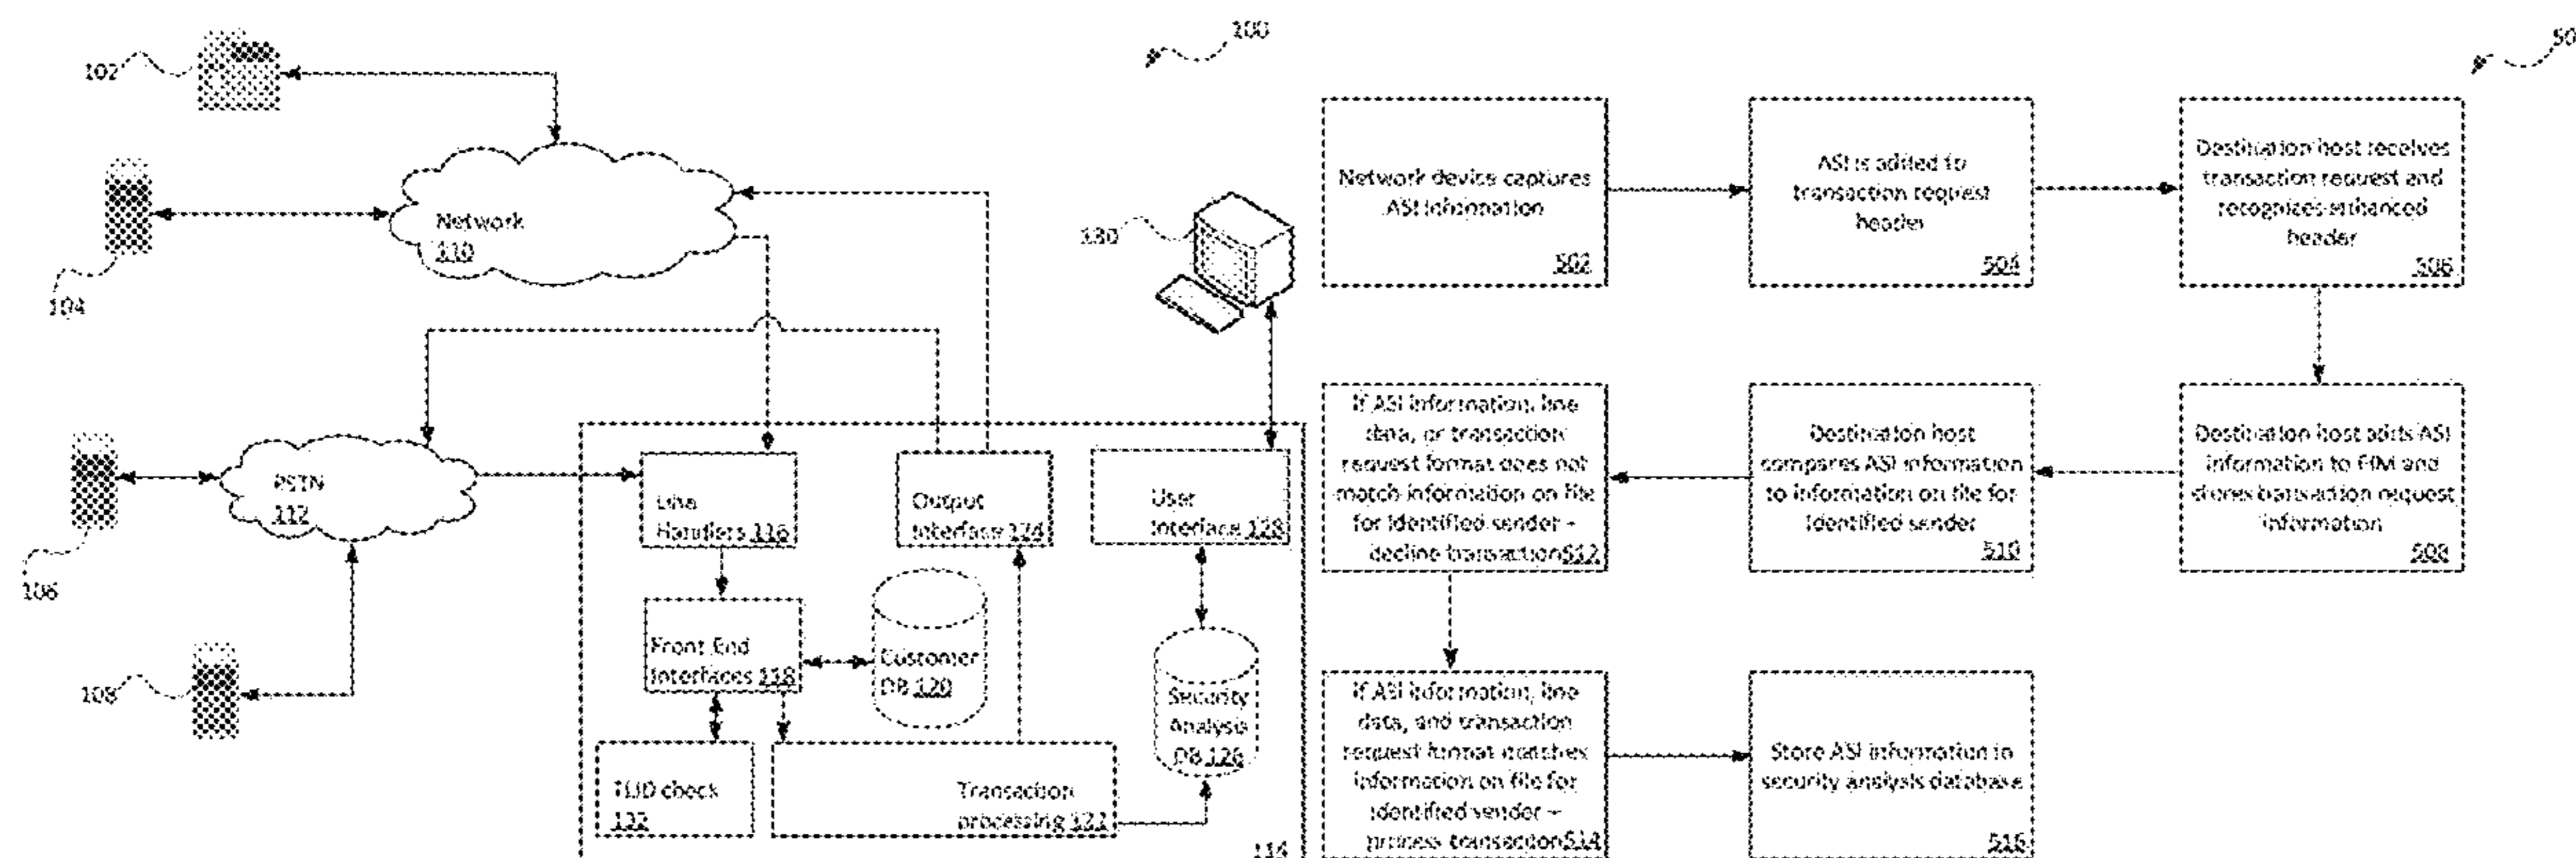 100
102
104
Network
110
130
106
PSTN
112
108
Line
Handlers 116
Output
Interface 124
User
Interface 128
Front End
Interfaces 118
Customer
DB 120
Security
Analysis
DB 126
check
Transaction
processing 122
114
50
Network device captures
ASI information
502
ASI is added to
transaction request
header
504
Destination host receives
transaction request and
recognizes enhanced
header
506
Destination host adds ASI
information to and
stores transaction request
information
508
Destination host
compares ASI information
to information on file for
identified sender
510
If ASI information, line
data, or transaction
request format does not
match information on file
for identified sender –
decline transaction 512
If ASI information, line
data, and transaction
request format matches
information on file for
identified sender –
process transaction 514
Store ASI information in
security analysis database
516